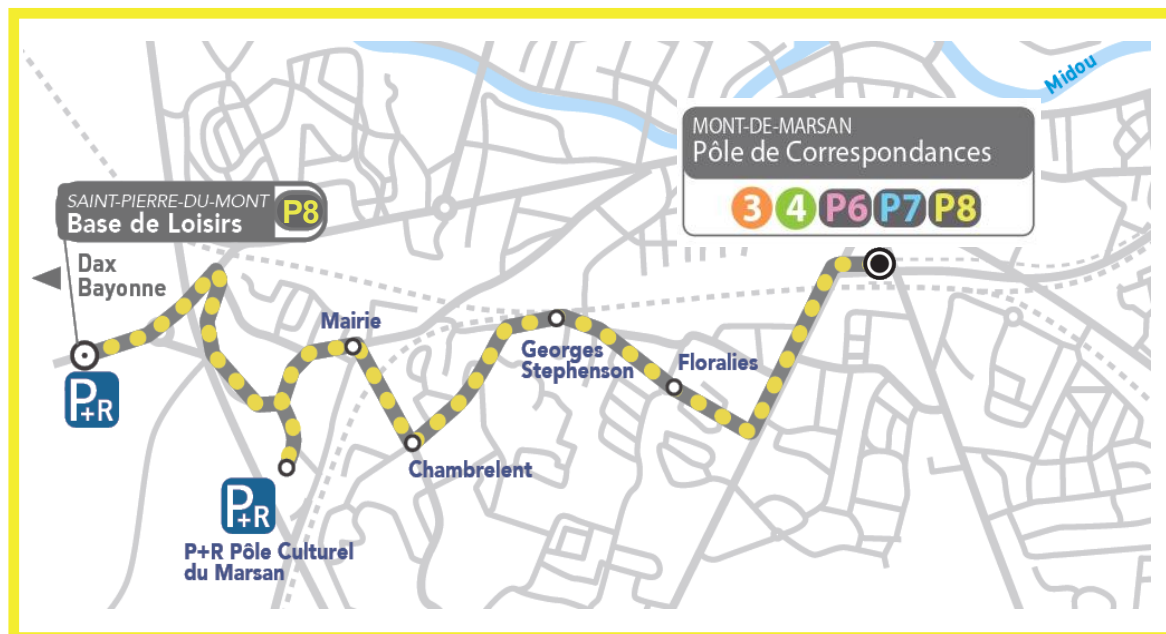 Midou
MONT-DE-MARSAN
Pôle de Correspondances
3 4 P6 P7 P8
SAINT-PIERRE-DU-MONT
Base de Loisirs P8
Dax
Bayonne
P+R
Mairie
Georges
Stephenson
Floralies
Chambrelent
P+R
P+R Pôle Culturel
du Marsan